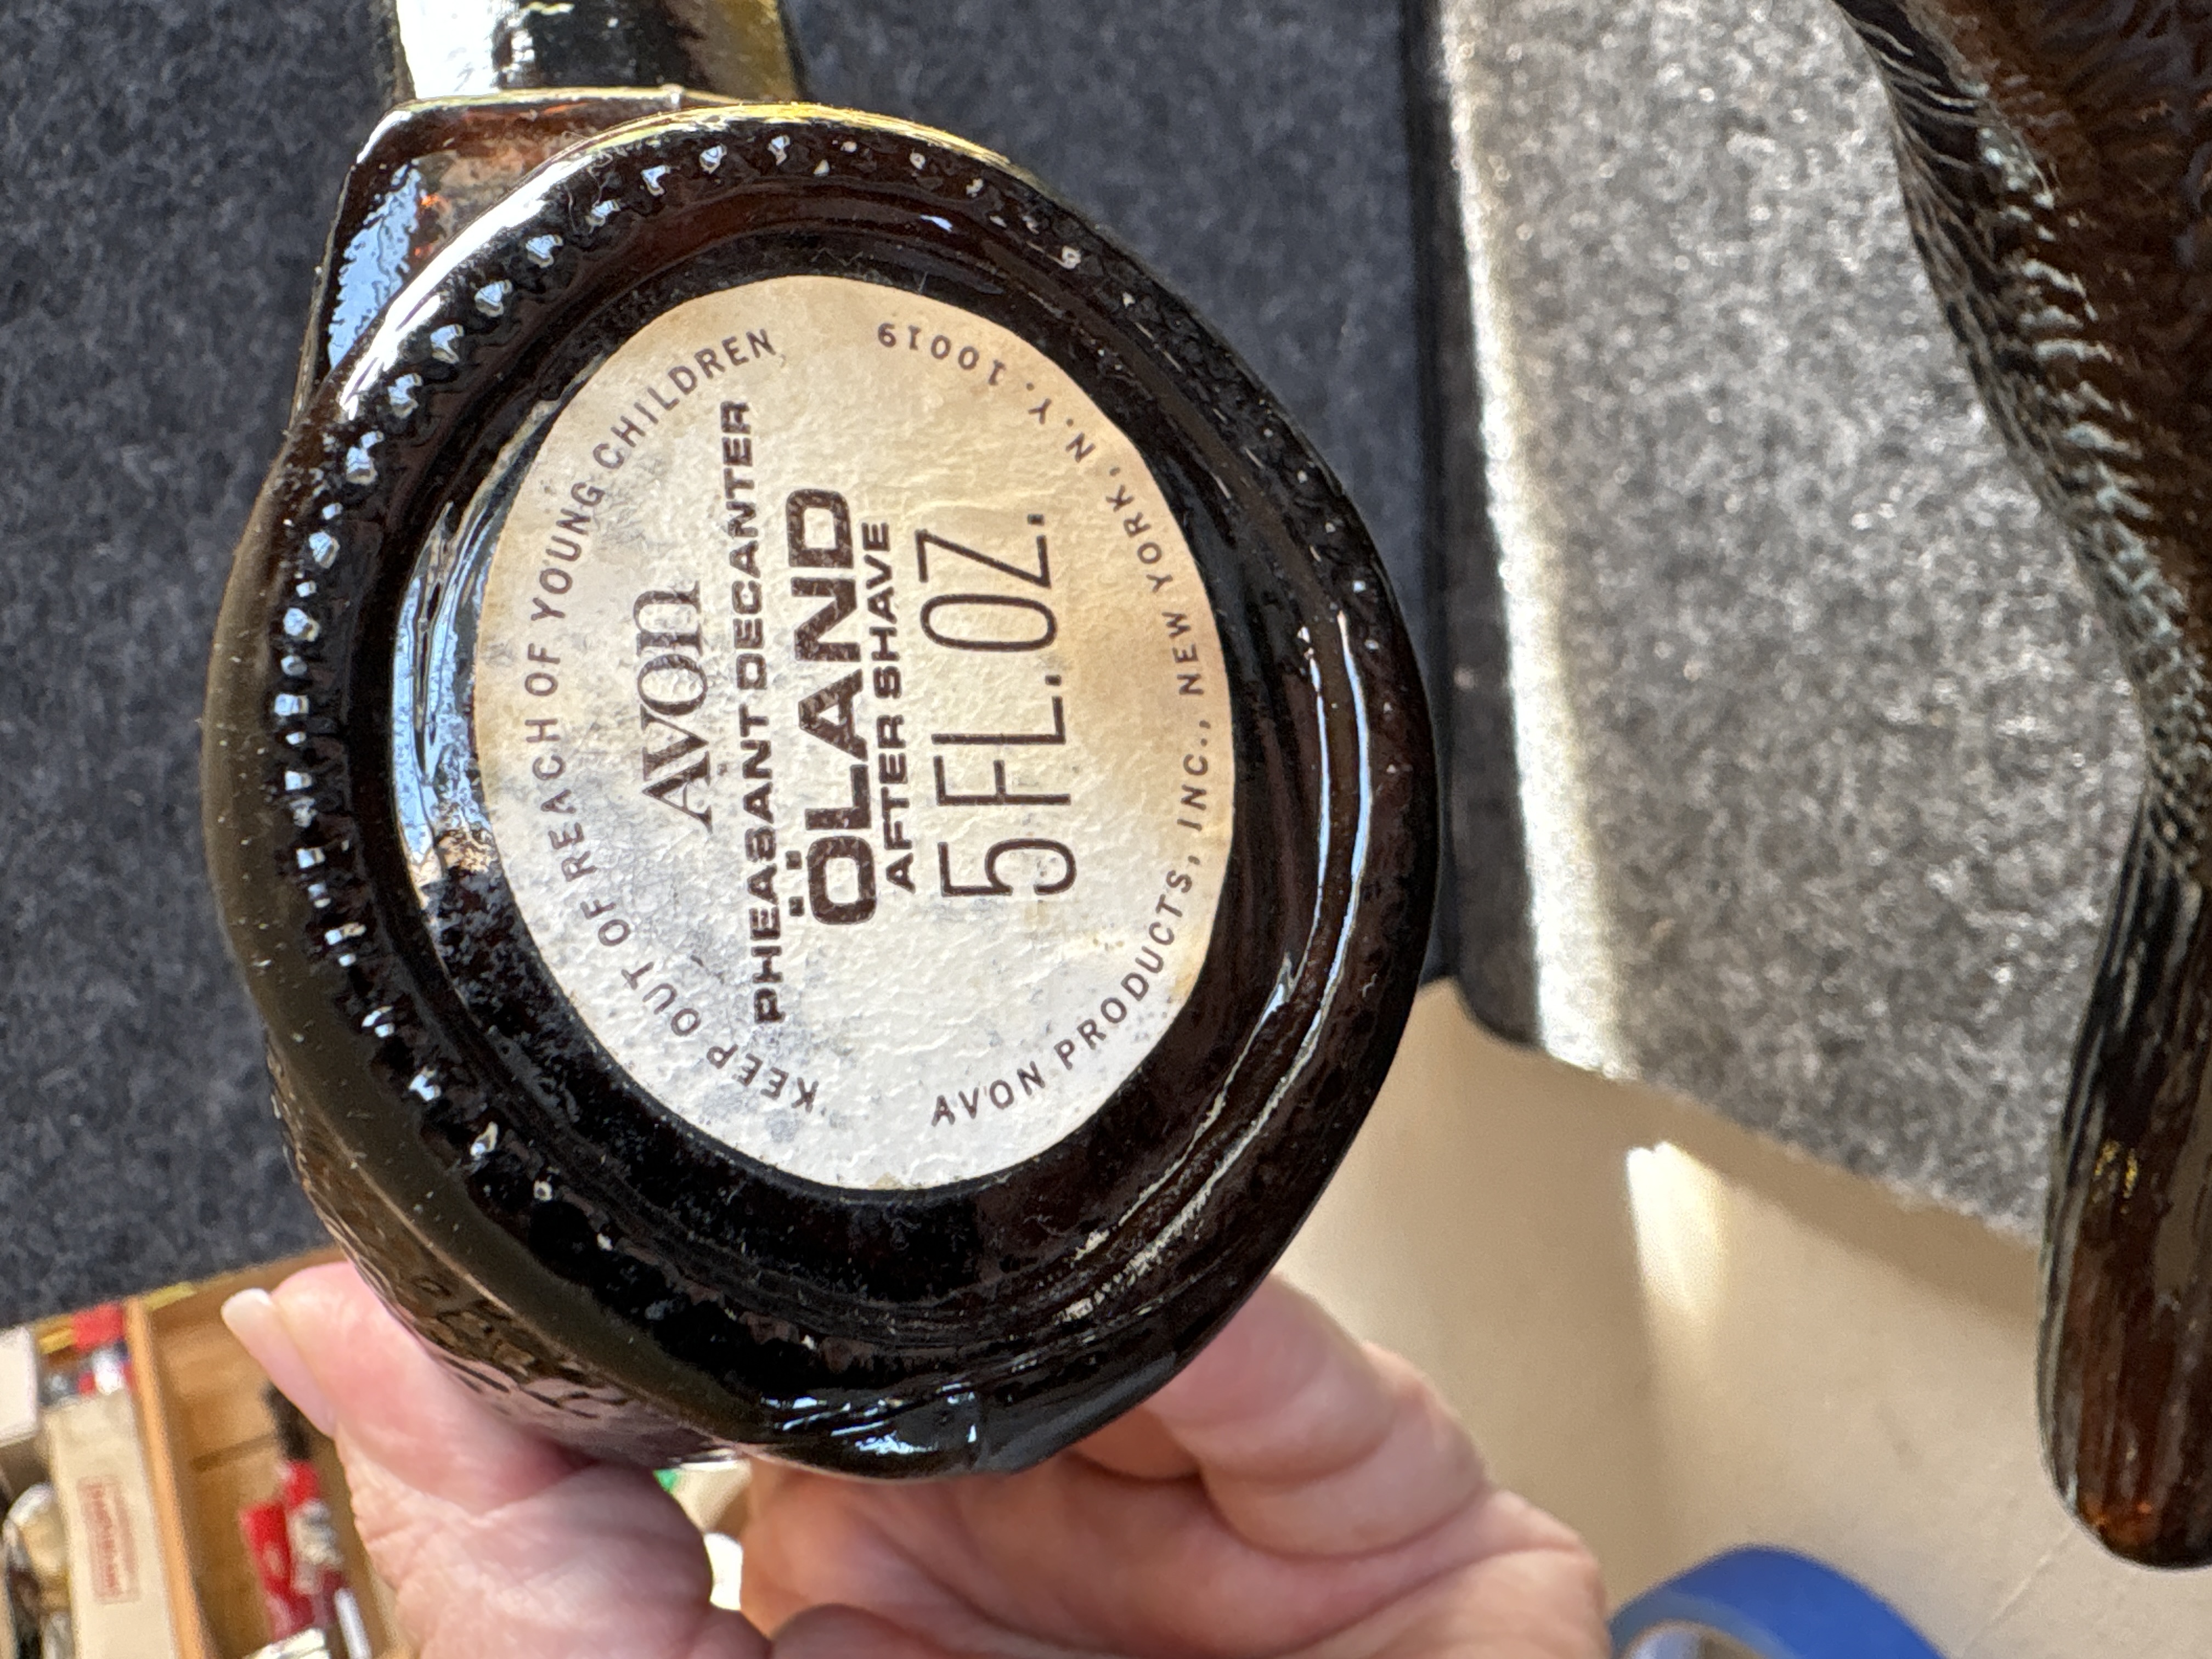 KEEP OUT OF REACH OF YOUNG CHILDREN
AVON
PHEASANT DECANTER
ÖLAND
AFTER SHAVE
5 FL. OZ.
AVON PRODUCTS, INC., NEW YORK, N. Y. 10019